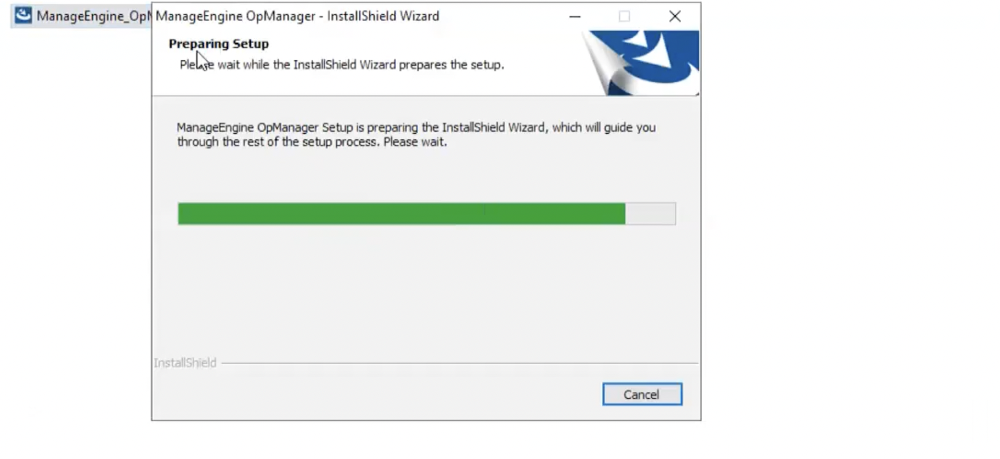 ManageEngine_Op
ManageEngine OpManager - InstallShield Wizard
Preparing Setup
Please wait while the InstallShield Wizard prepares the setup.
ManageEngine OpManager Setup is preparing the InstallShield Wizard, which will guide you
through the rest of the setup process. Please wait.
InstallShield
Cancel